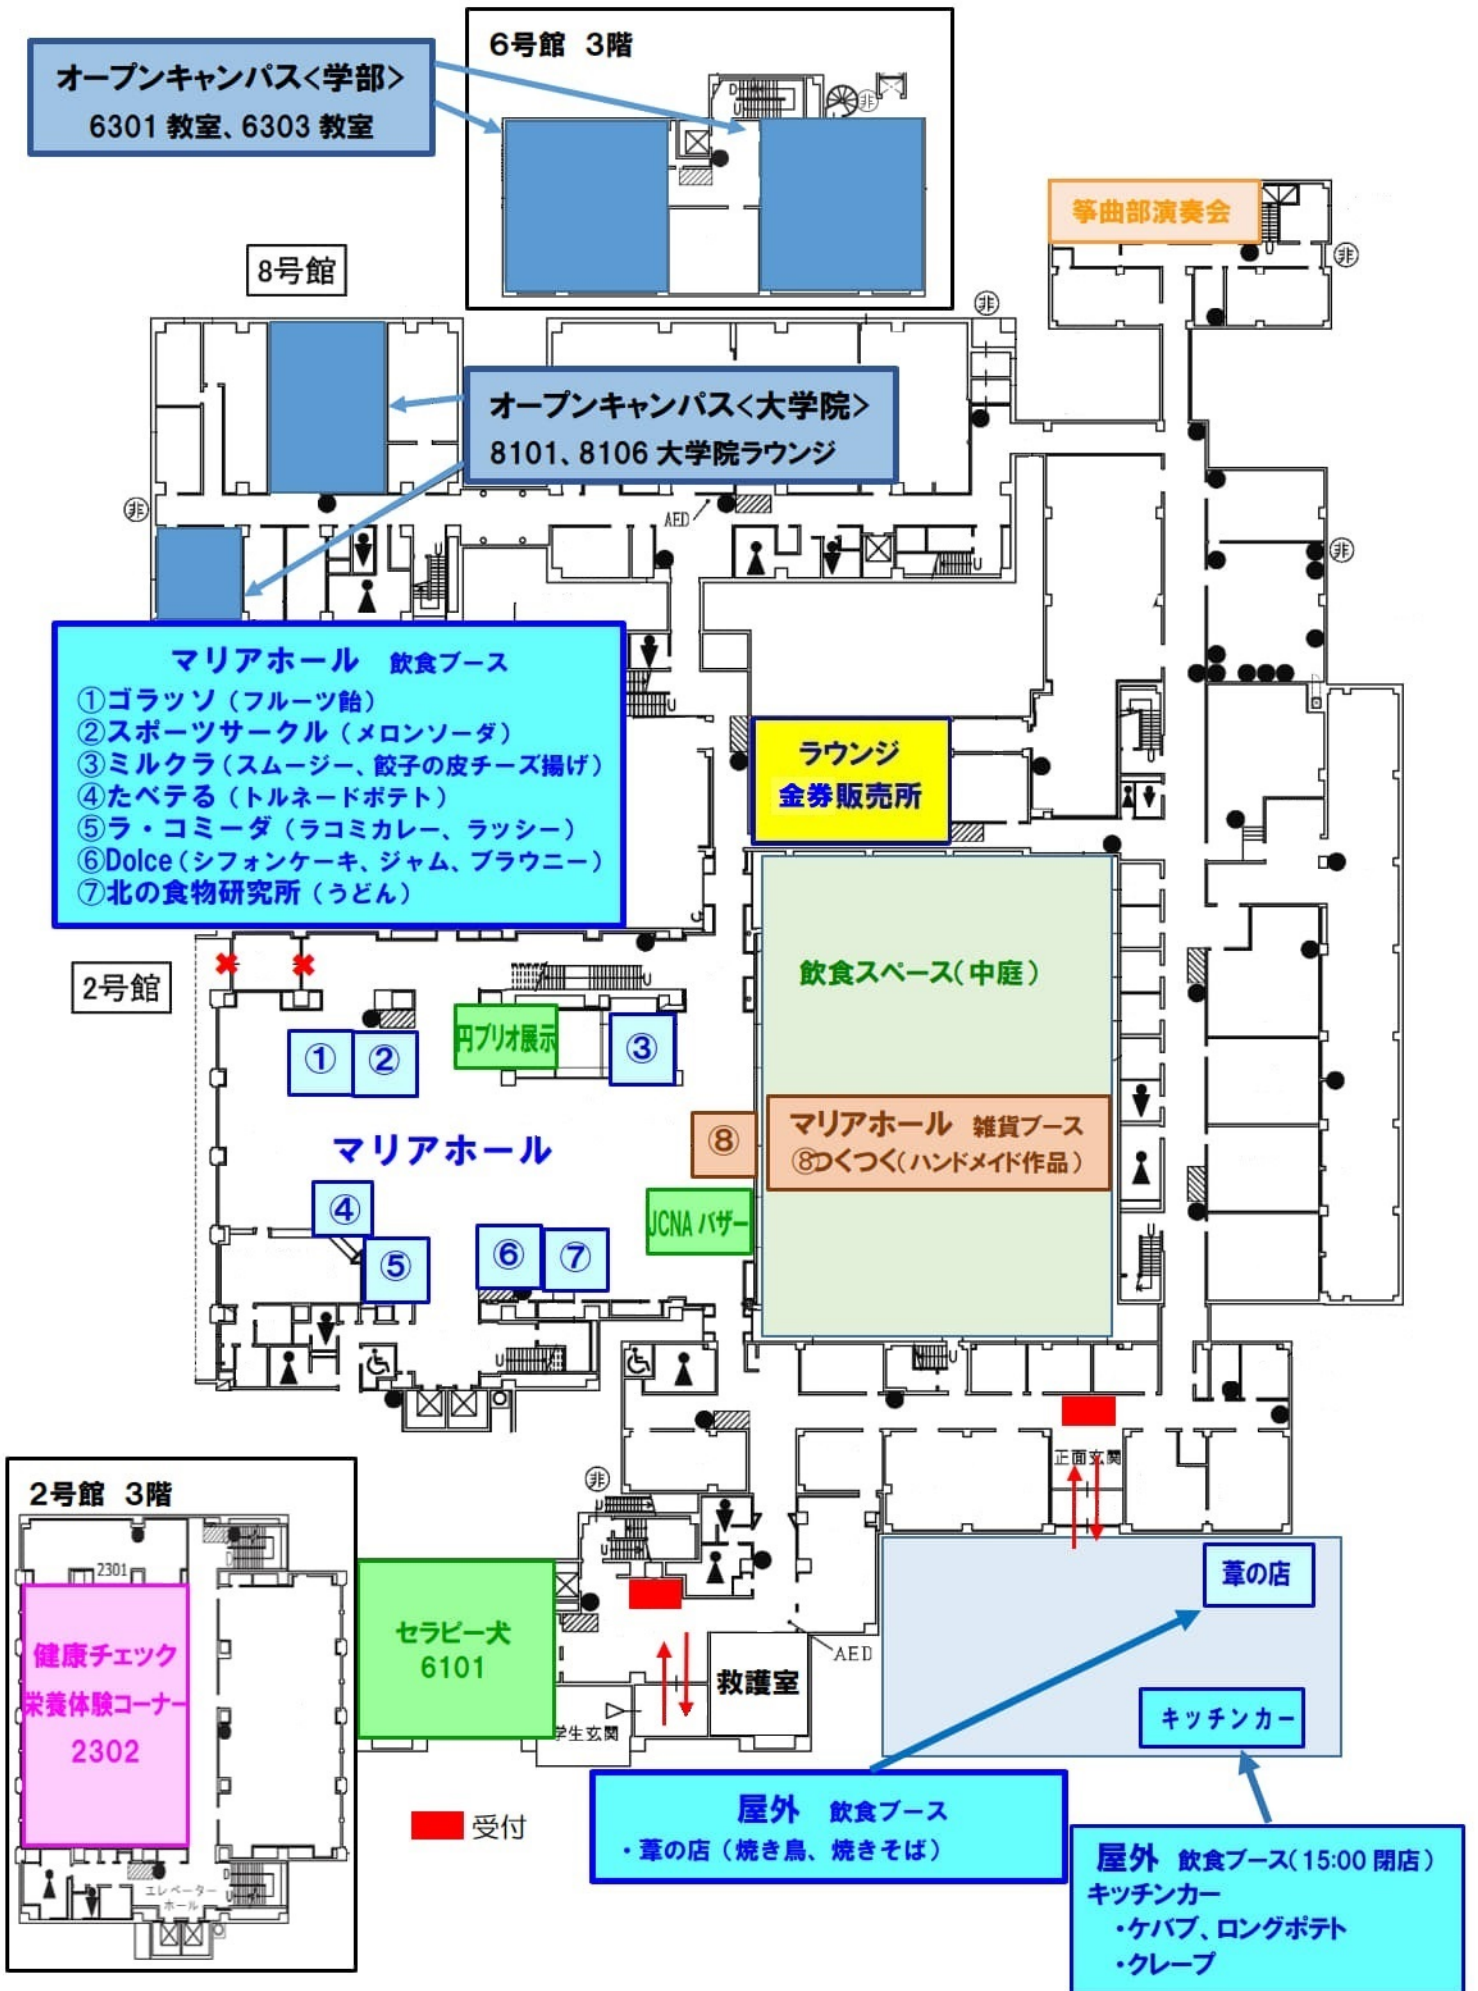 6号館 3階
オープンキャンパス<学部>
6301 教室、6303 教室
D
U
非
箏曲部演奏会
U
非
8号館
非
オープンキャンパス<大学院>
8101、8106 大学院ラウンジ
非
AED
U
U
非
マリアホール 飲食ブース
①ゴラッソ(フルーツ飴)
②スポーツサークル(メロンソーダ)
③ミルクラ(スムージー、餃子の皮チーズ揚げ)
④たべテる(トルネードポテト)
⑤ラ・コミーダ(ラコミカレー、ラッシー)
⑥Dolce(シフォンケーキ、ジャム、ブラウニー)
⑦北の食物研究所(うどん)
U
U
ラウンジ
金券販売所
2号館
U
飲食スペース(中庭)
円ブリオ展示
①
②
③
マリアホール
⑧
マリアホール 雑貨ブース
⑧つくつく(ハンドメイド作品)
④
JCNA バザー
⑤
⑥
⑦
U
U
U
正面玄関
2号館 3階
非
U
U
2301
D
健康チェック
栄養体験コーナー
2302
セラピー犬
6101
葦の店
AED
救護室
学生玄関
キッチンカー
受付
屋外 飲食ブース
・葦の店(焼き鳥、焼きそば)
屋外 飲食ブース(15:00 閉店)
キッチンカー
・ケバブ、ロングポテト
・クレープ
エレベーター
ホール
D
U